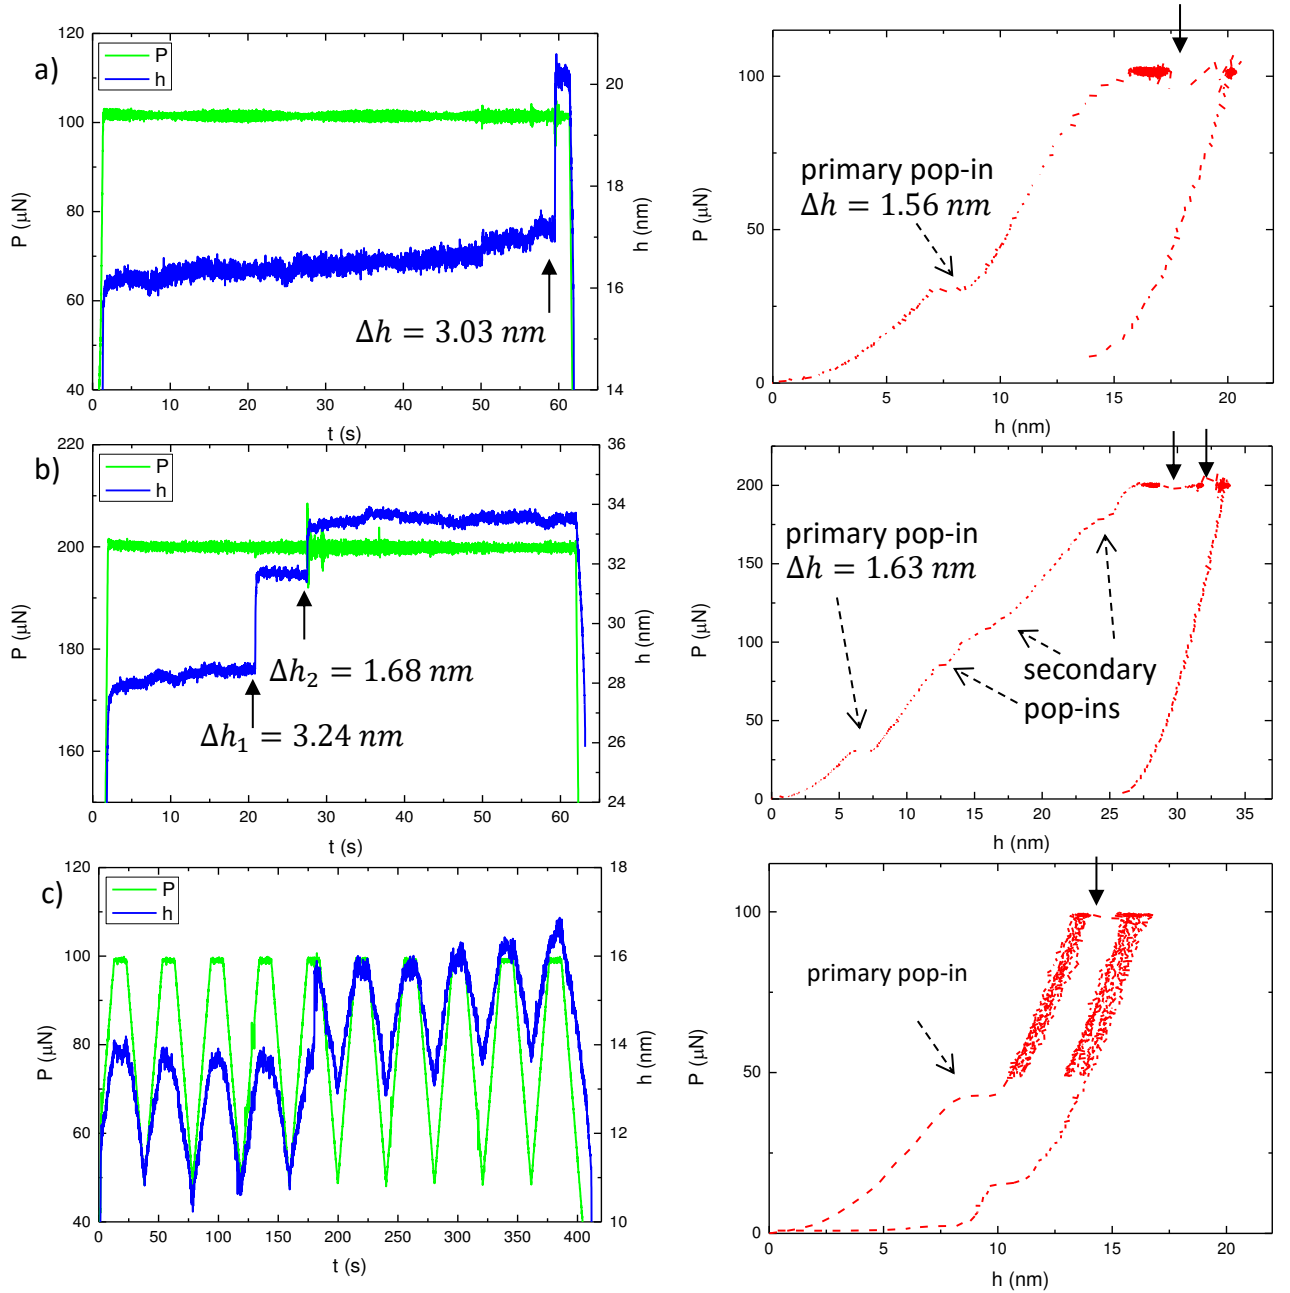 a)
P
h
120
100
80
60
40
20
18
16
14
P (μN)
h (nm)
Δh = 3.03 nm
0 10 20 30 40 50 60
t (s)
primary pop-in
Δh = 1.56 nm
100
50
0
P (μN)
0 5 10 15 20
h (nm)
b)
P
h
220
200
180
160
36
34
32
30
28
26
24
P (μN)
h (nm)
Δh₂ = 1.68 nm
Δh₁ = 3.24 nm
0 10 20 30 40 50 60
t (s)
primary pop-in
Δh = 1.63 nm
secondary
pop-ins
200
150
100
50
0
P (μN)
0 5 10 15 20 25 30 35
h (nm)
c)
P
h
120
100
80
60
40
18
16
14
12
10
P (μN)
h (nm)
0 50 100 150 200 250 300 350 400
t (s)
primary pop-in
100
50
0
P (μN)
0 5 10 15 20
h (nm)